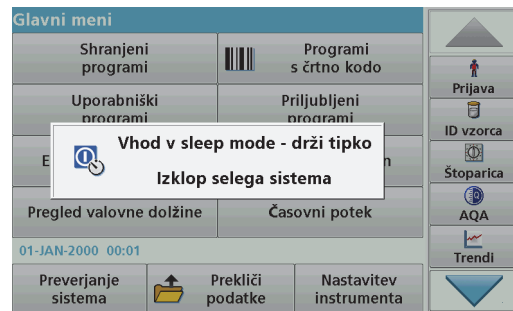 Glavni meni
Shranjeni
programi
Programi
s črtno kodo
Uporabniški
programi
Priljubljeni
programi
Vhod v sleep mode - drži tipko
Izklop selega sistema
Pregled valovne dolžine
Časovni potek
01-JAN-2000 00:01
Preverjanje
sistema
Prekliči
podatke
Nastavitev
instrumenta
Prijava
ID vzorca
Štoparica
AQA
Trendi